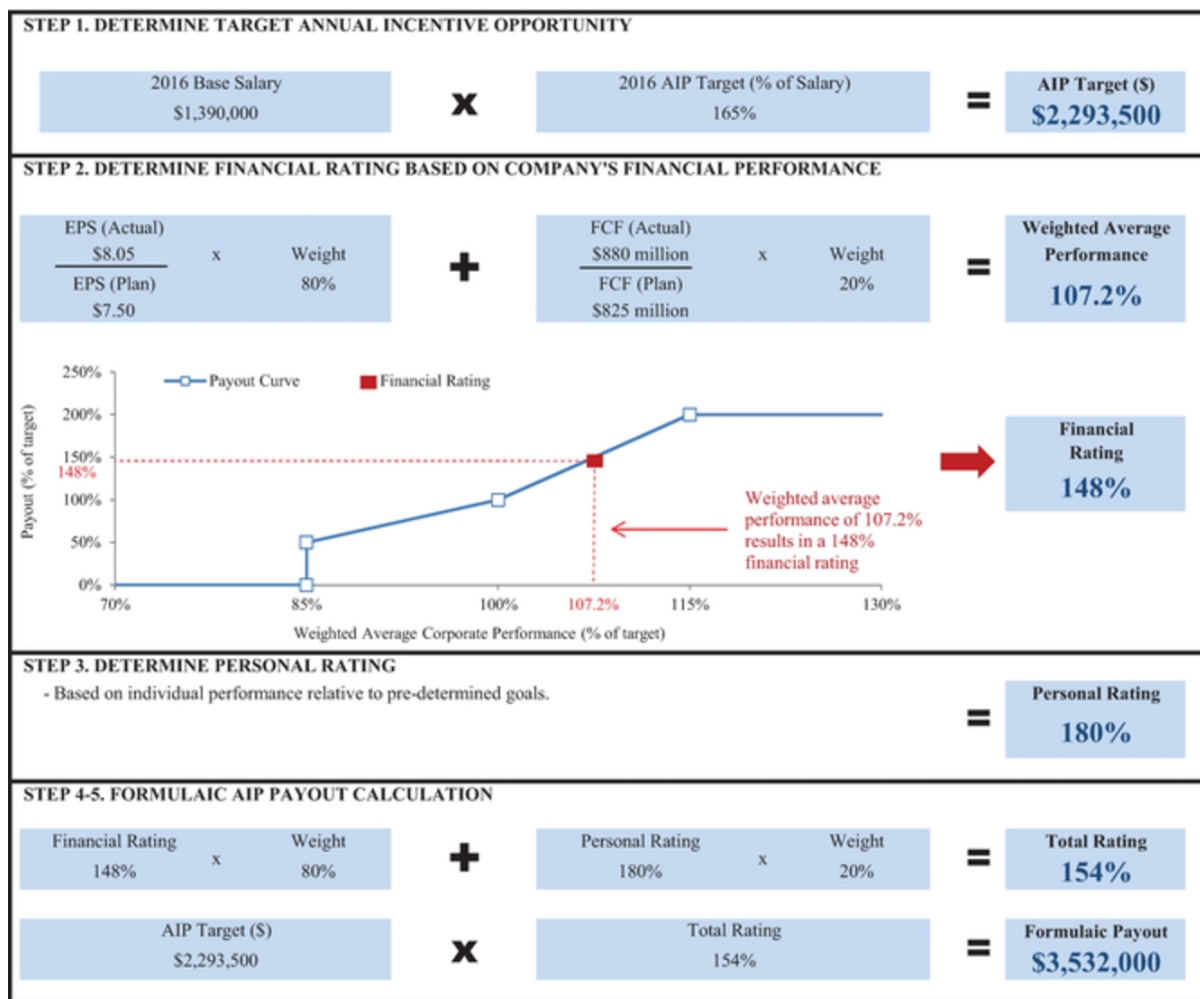 STEP 1. DETERMINE TARGET ANNUAL INCENTIVE OPPORTUNITY
2016 Base Salary
$1,390,000
x
2016 AIP Target (% of Salary)
165%
=
AIP Target ($)
$2,293,500
STEP 2. DETERMINE FINANCIAL RATING BASED ON COMPANY'S FINANCIAL PERFORMANCE
EPS (Actual)
$8.05
EPS (Plan)
$7.50
x
Weight
80%
+
FCF (Actual)
$880 million
FCF (Plan)
$825 million
x
Weight
20%
=
Weighted Average
Performance
107.2%
Payout (% of target)
250%
200%
150%
148%
100%
50%
0%
Payout Curve
Financial Rating
Weighted average
performance of 107.2%
results in a 148%
financial rating
70%
85%
100%
107.2%
115%
130%
Weighted Average Corporate Performance (% of target)
Financial
Rating
148%
STEP 3. DETERMINE PERSONAL RATING
- Based on individual performance relative to pre-determined goals.
=
Personal Rating
180%
STEP 4-5. FORMULAIC AIP PAYOUT CALCULATION
Financial Rating
148%
x
Weight
80%
+
Personal Rating
180%
x
Weight
20%
=
Total Rating
154%
AIP Target ($)
$2,293,500
x
Total Rating
154%
=
Formulaic Payout
$3,532,000